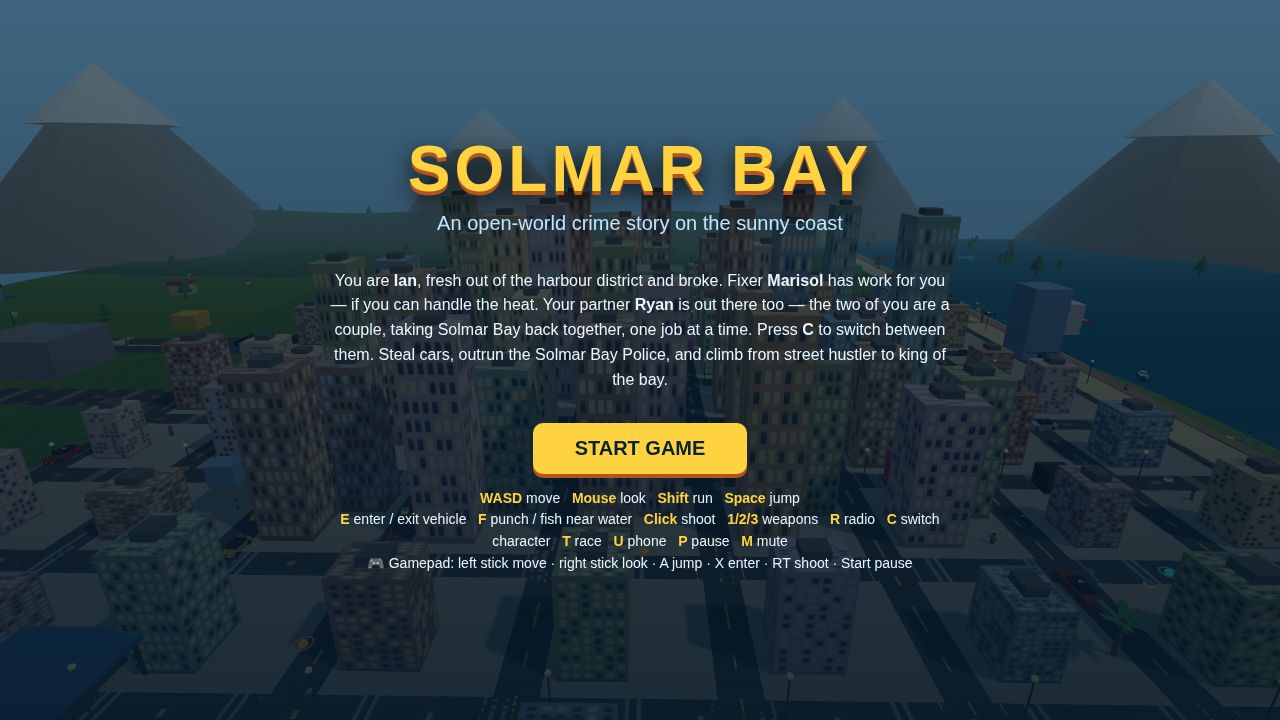 SOLMAR BAY
An open-world crime story on the sunny coast
You are Ian, fresh out of the harbour district and broke. Fixer Marisol has work for you
— if you can handle the heat. Your partner Ryan is out there too — the two of you are a
couple, taking Solmar Bay back together, one job at a time. Press C to switch between
them. Steal cars, outrun the Solmar Bay Police, and climb from street hustler to king of
the bay.
START GAME
WASD move Mouse look Shift run Space jump
E enter / exit vehicle F punch / fish near water Click shoot 1/2/3 weapons R radio C switch
character T race U phone P pause M mute
🎮 Gamepad: left stick move · right stick look · A jump · X enter · RT shoot · Start pause